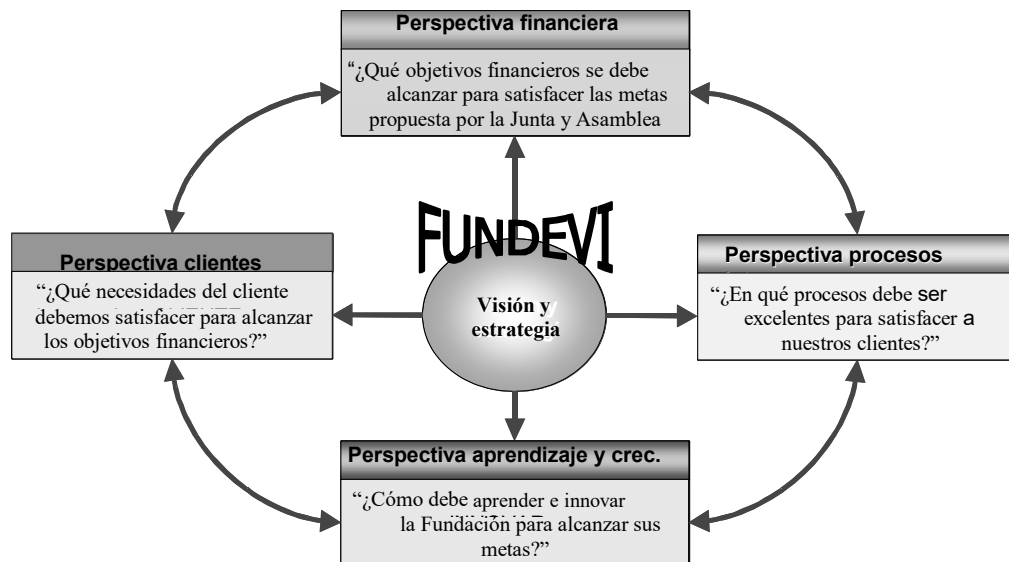 Perspectiva financiera
“¿Qué objetivos financieros se debe
alcanzar para satisfacer las metas
propuesta por la Junta y Asamblea
FUNDEVI
Perspectiva clientes
“¿Qué necesidades del cliente
debemos satisfacer para alcanzar
los objetivos financieros?”
Visión y
estrategia
Perspectiva procesos
“¿En qué procesos debe ser
excelentes para satisfacer a
nuestros clientes?”
Perspectiva aprendizaje y crec.
“¿Cómo debe aprender e innovar
la Fundación para alcanzar sus
metas?”